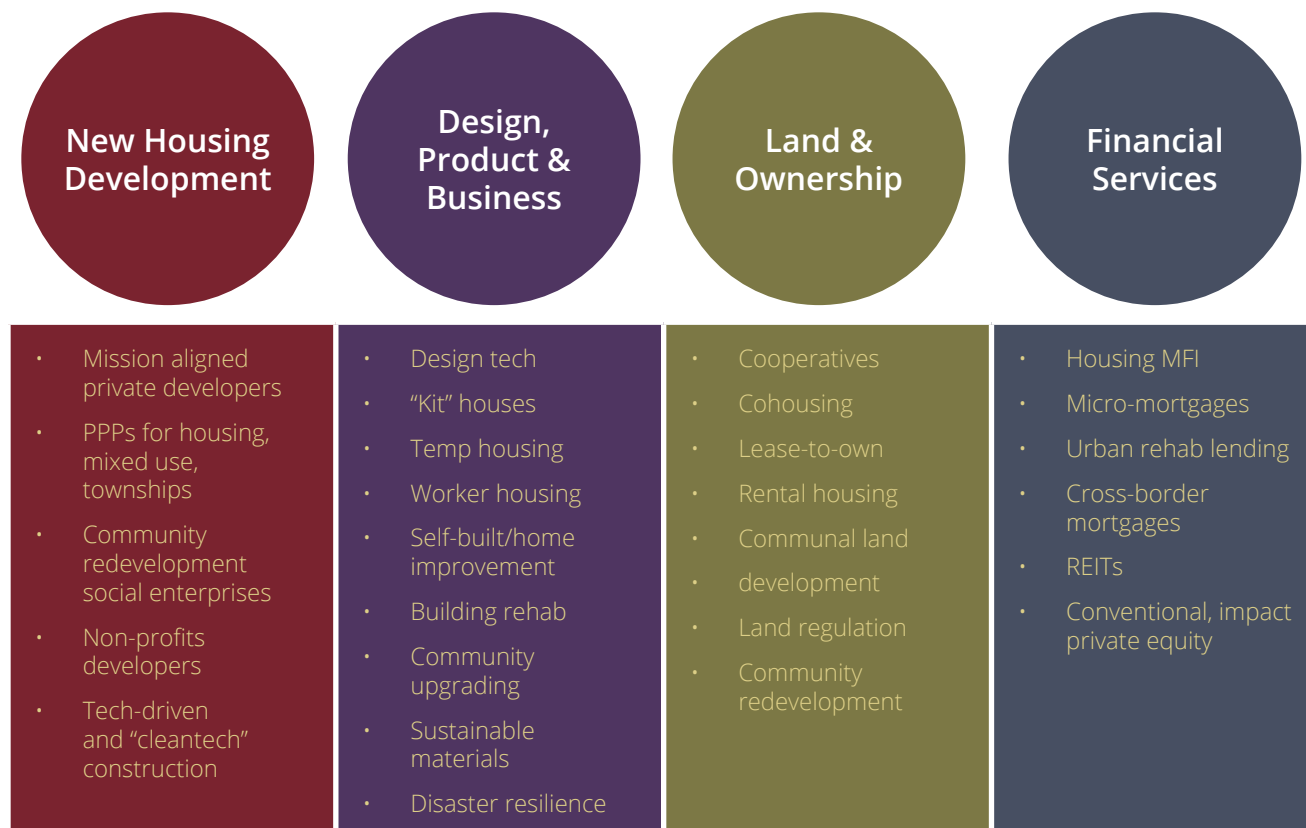 New Housing
Development
• Mission aligned
private developers
• PPPs for housing,
mixed use,
townships
• Community
redevelopment
social enterprises
• Non-profits
developers
• Tech-driven
and “cleantech”
construction
Design,
Product &
Business
• Design tech
• “Kit” houses
• Temp housing
• Worker housing
• Self-built/home
improvement
• Building rehab
• Community
upgrading
• Sustainable
materials
• Disaster resilience
Land &
Ownership
• Cooperatives
• Cohousing
• Lease-to-own
• Rental housing
• Communal land
• development
• Land regulation
• Community
redevelopment
Financial
Services
• Housing MFI
• Micro-mortgages
• Urban rehab lending
• Cross-border
mortgages
• REITs
• Conventional, impact
private equity